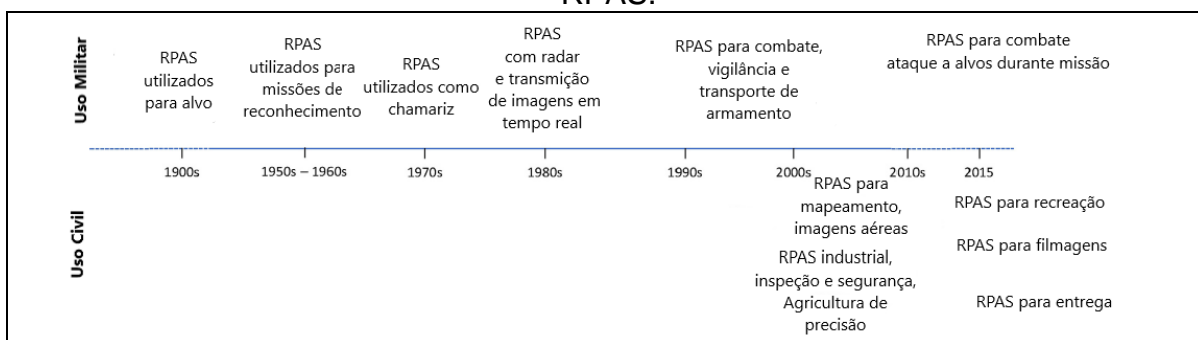 RPAS.
Uso Militar
RPAS
utilizados
para alvo
RPAS
utilizados para
missões de
reconhecimento
RPAS
utilizados como
chamariz
RPAS
com radar
e transmição
de imagens em
tempo real
RPAS para combate,
vigilância e
transporte de
armamento
RPAS para combate
ataque a alvos durante missão
1900s
1950s – 1960s
1970s
1980s
1990s
2000s
2010s
2015
Uso Civil
RPAS para
mapeamento,
imagens aéreas
RPAS industrial,
inspeção e segurança,
Agricultura de
precisão
RPAS para recreação
RPAS para filmagens
RPAS para entrega